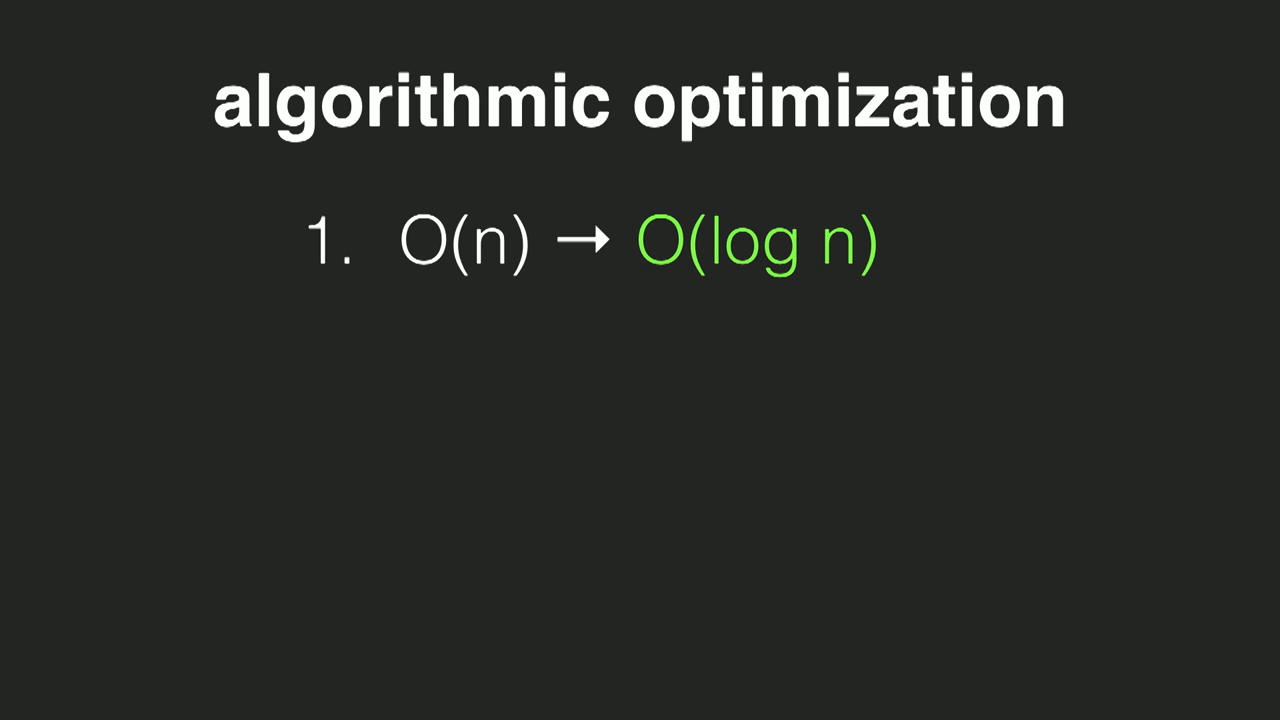 algorithmic optimization
1. O(n) → O(log n)